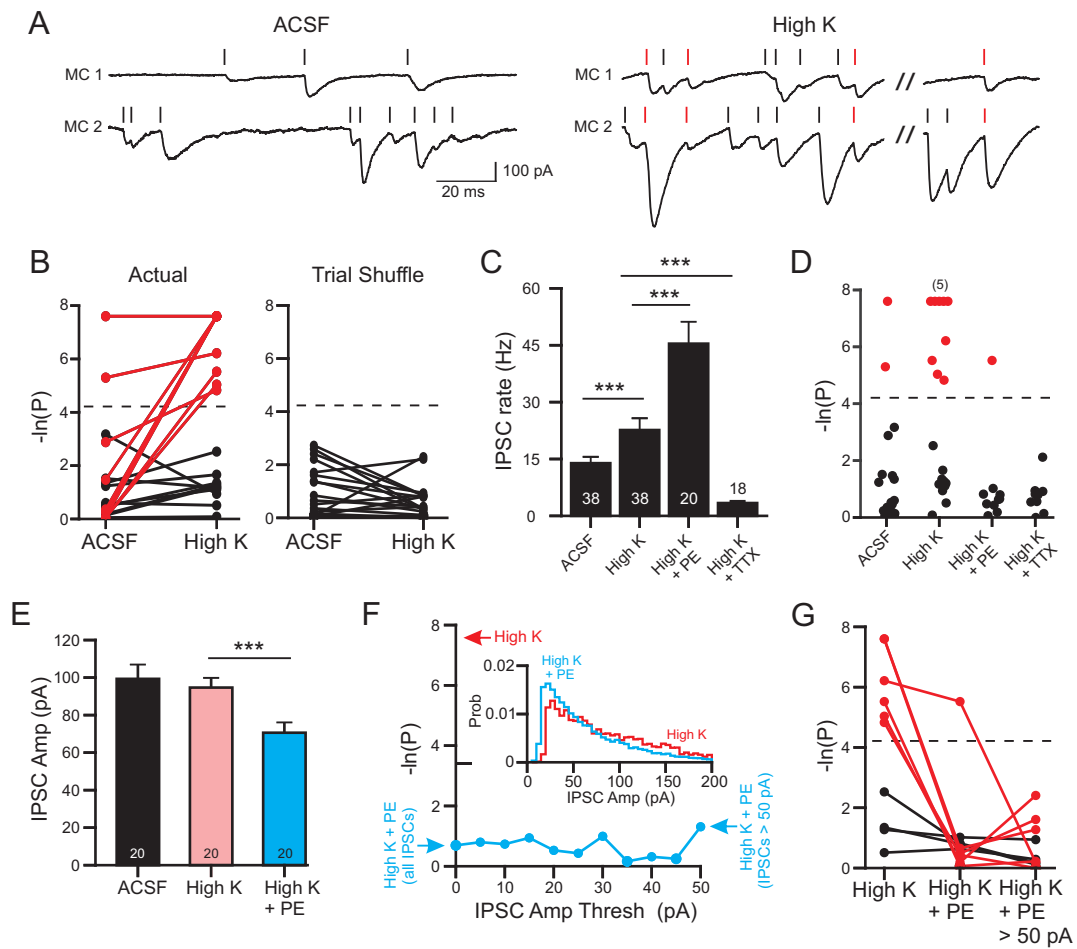 A
ACSF
High K
MC 1
MC 1
MC 2
MC 2
100 pA
20 ms
B
Actual
Trial Shuffle
-ln(P)
8
6
4
2
0
8
6
4
2
0
ACSF
High K
ACSF
High K
C
***
***
***
IPSC rate (Hz)
60
45
30
15
0
38
38
20
18
ACSF
High K
High K
+ PE
High K
+ TTX
D
(5)
-ln(P)
8
6
4
2
0
ACSF
High K
High K
+ PE
High K
+ TTX
E
***
IPSC Amp (pA)
120
100
80
60
40
20
0
20
20
20
ACSF
High K
High K
+ PE
F
-ln(P)
8
6
4
2
0
High K
High K
+ PE
High K
Prob
0.02
0.01
0
0
50
100
150
200
IPSC Amp (pA)
High K + PE
(all IPSCs)
High K + PE
(IPSCs > 50 pA)
0
10
20
30
40
50
IPSC Amp Thresh (pA)
G
-ln(P)
8
6
4
2
0
High K
High K
+ PE
High K
+ PE
> 50 pA